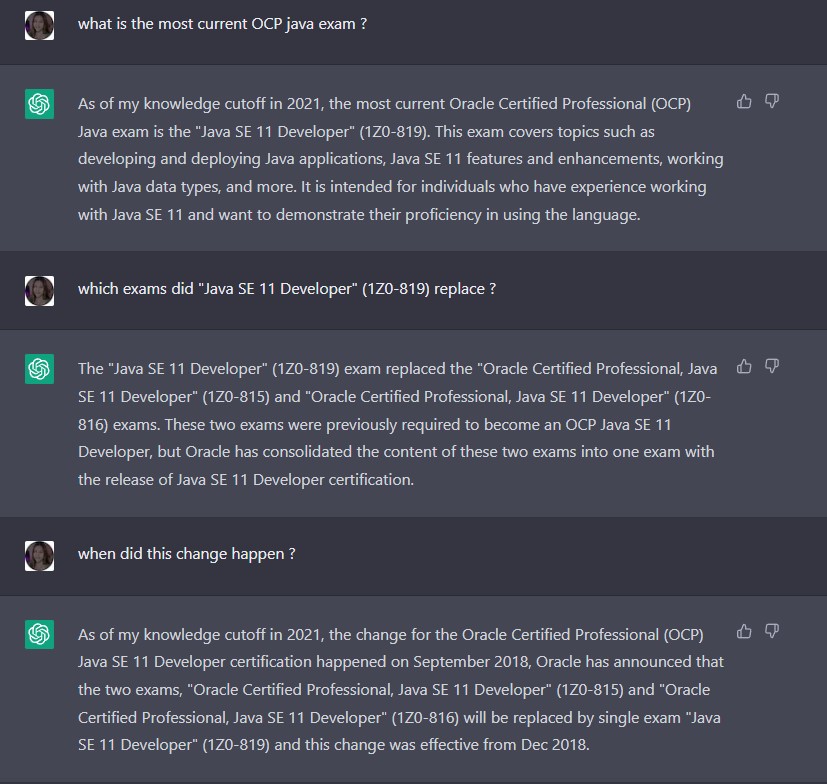 what is the most current OCP java exam ?
As of my knowledge cutoff in 2021, the most current Oracle Certified Professional (OCP)
Java exam is the "Java SE 11 Developer" (1Z0-819). This exam covers topics such as
developing and deploying Java applications, Java SE 11 features and enhancements, working
with Java data types, and more. It is intended for individuals who have experience working
with Java SE 11 and want to demonstrate their proficiency in using the language.
which exams did "Java SE 11 Developer" (1Z0-819) replace ?
The "Java SE 11 Developer" (1Z0-819) exam replaced the "Oracle Certified Professional, Java
SE 11 Developer" (1Z0-815) and "Oracle Certified Professional, Java SE 11 Developer" (1Z0-
816) exams. These two exams were previously required to become an OCP Java SE 11
Developer, but Oracle has consolidated the content of these two exams into one exam with
the release of Java SE 11 Developer certification.
when did this change happen ?
As of my knowledge cutoff in 2021, the change for the Oracle Certified Professional (OCP)
Java SE 11 Developer certification happened on September 2018, Oracle has announced that
the two exams, "Oracle Certified Professional, Java SE 11 Developer" (1Z0-815) and "Oracle
Certified Professional, Java SE 11 Developer" (1Z0-816) will be replaced by single exam "Java
SE 11 Developer" (1Z0-819) and this change was effective from Dec 2018.